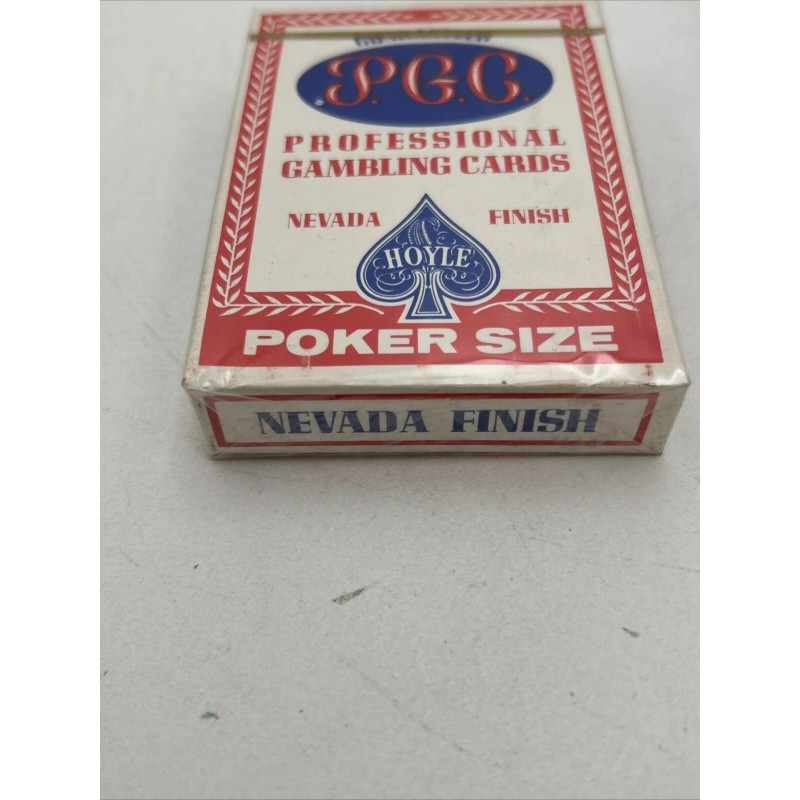 P.G.C.
PROFESSIONAL
GAMBLING CARDS
NEVADA FINISH
HOYLE
POKER SIZE
NEVADA FINISH